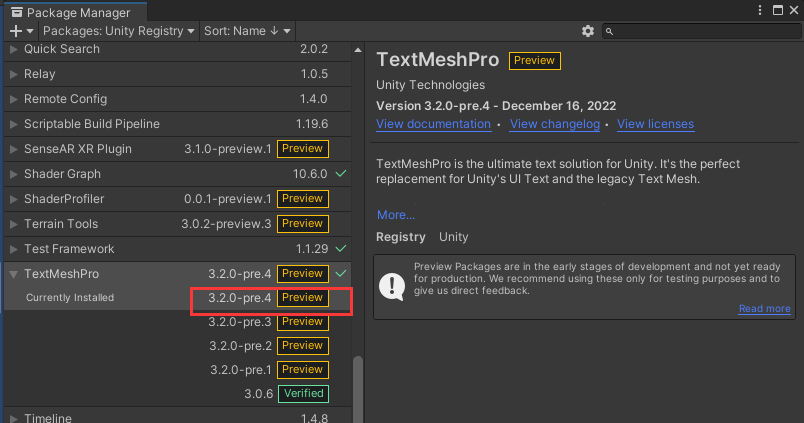 Package Manager
Packages: Unity Registry
Sort: Name ↓
Quick Search 2.0.2
Relay 1.0.5
Remote Config 1.4.0
Scriptable Build Pipeline 1.19.6
SenseAR XR Plugin 3.1.0-preview.1 Preview
Shader Graph 10.6.0
ShaderProfiler 0.0.1-preview.1 Preview
Terrain Tools 3.0.2-preview.3 Preview
Test Framework 1.1.29
TextMeshPro 3.2.0-pre.4 Preview
Currently Installed 3.2.0-pre.4 Preview
3.2.0-pre.3 Preview
3.2.0-pre.2 Preview
3.2.0-pre.1 Preview
3.0.6 Verified
Timeline 1.4.8
TextMeshPro Preview
Unity Technologies
Version 3.2.0-pre.4 - December 16, 2022
View documentation • View changelog • View licenses
TextMeshPro is the ultimate text solution for Unity. It's the perfect
replacement for Unity's UI Text and the legacy Text Mesh.
More...
Registry Unity
Preview Packages are in the early stages of development and not yet ready
for production. We recommend using these only for testing purposes and to
give us direct feedback.
Read more